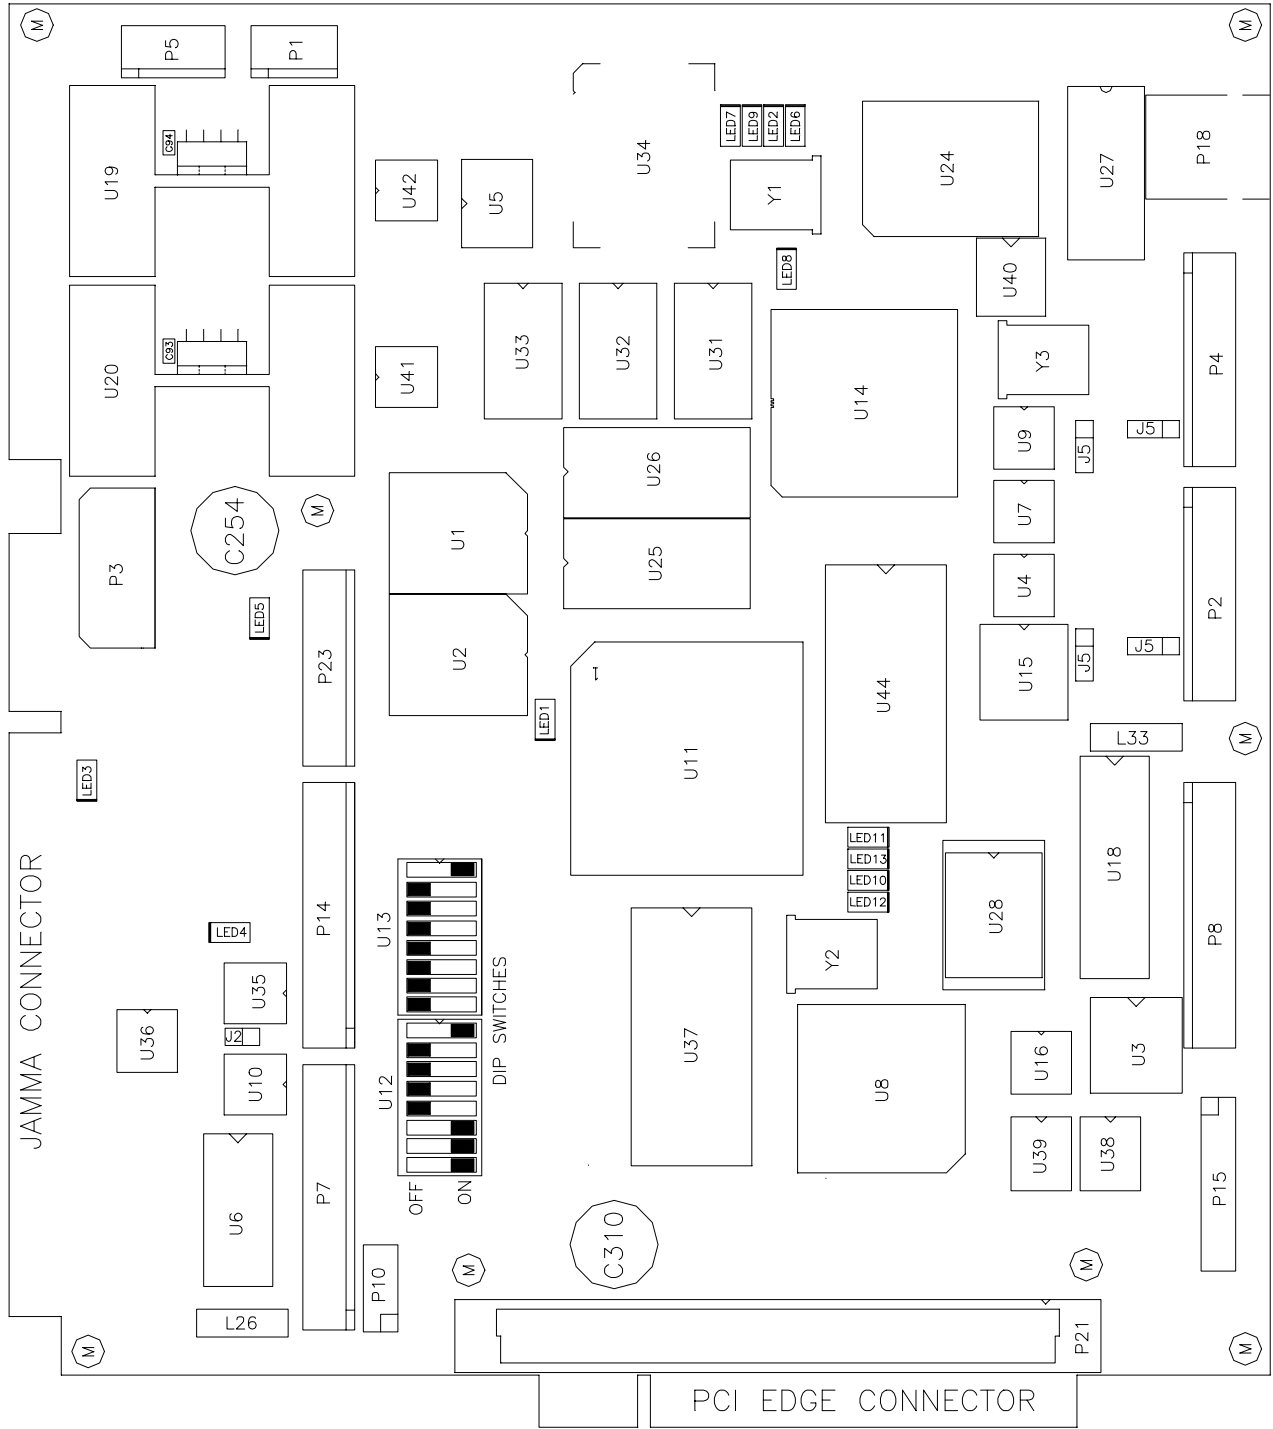 M
M
P5
P1
C94
LED7
LED9
LED2
LED6
U34
U24
U27
P18
U19
U42
U5
Y1
LED8
U40
C93
U20
U41
U33
U32
U31
U14
Y3
P4
U9
J5
J5
U26
C254
M
U1
U7
U25
P3
U4
LED5
P2
U2
P23
1
U15
J5
J5
LED1
U44
L33
M
LED3
U11
LED11
LED13
LED10
LED12
U18
JAMMA CONNECTOR
P14
U13
LED4
U28
P8
Y2
U35
DIP SWITCHES
J2
U36
U37
U10
U12
U8
U16
U3
U39
U38
P15
U6
P7
OFF
ON
C310
P10
M
M
L26
M
P21
M
PCI EDGE CONNECTOR